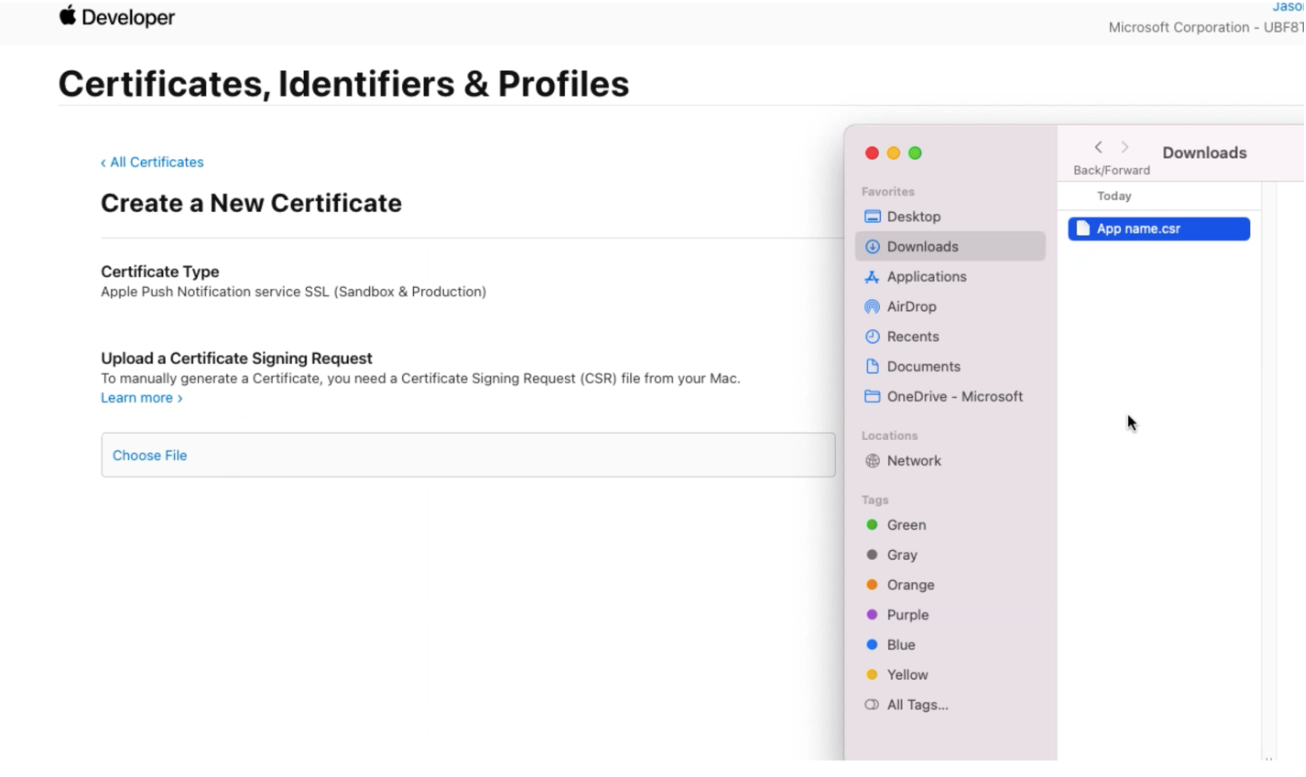 Developer
Jaso
Microsoft Corporation - UBF8T
Certificates, Identifiers & Profiles
‹ All Certificates
Create a New Certificate
Certificate Type
Apple Push Notification service SSL (Sandbox & Production)
Upload a Certificate Signing Request
To manually generate a Certificate, you need a Certificate Signing Request (CSR) file from your Mac.
Learn more ›
Choose File
Back/Forward
Downloads
Favorites
Desktop
Downloads
Applications
AirDrop
Recents
Documents
OneDrive - Microsoft
Locations
Network
Tags
Green
Gray
Orange
Purple
Blue
Yellow
All Tags...
Today
App name.csr